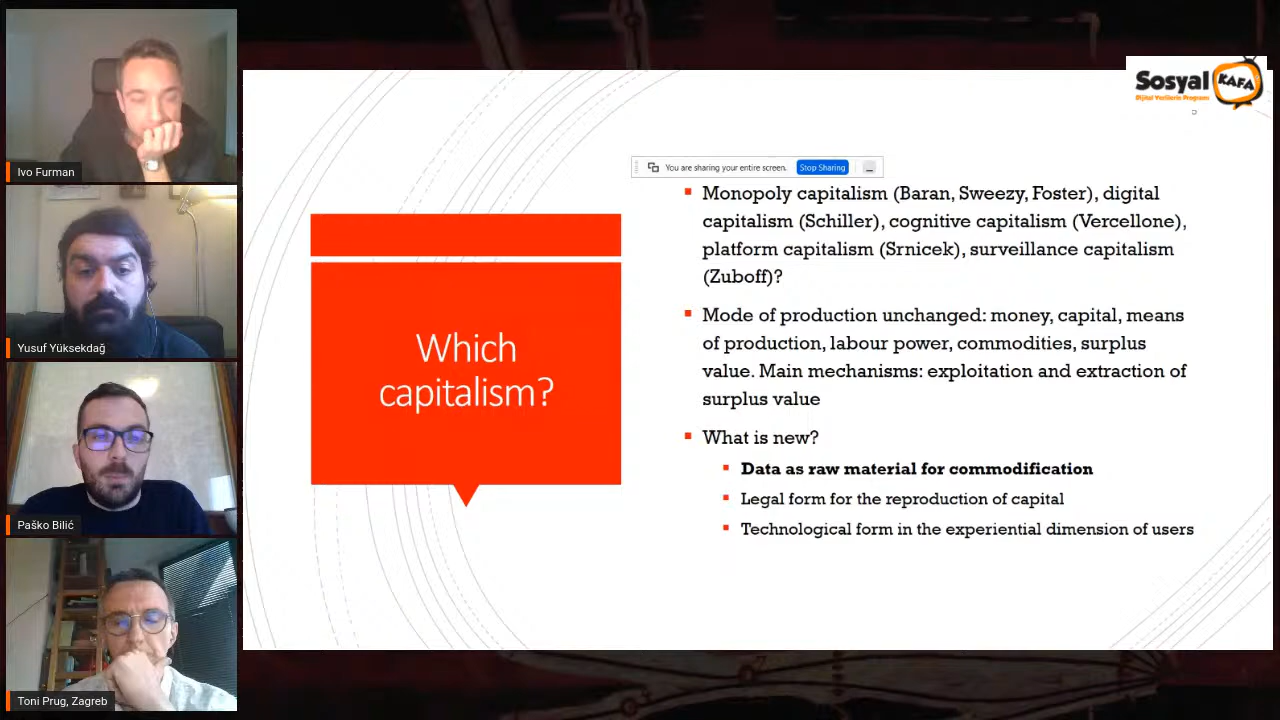 Ivo Furman
Yusuf Yüksekdağ
Paško Bilić
Toni Prug, Zagreb
Sosyal KAFA
Dijital Yerlilerin Programı
You are sharing your entire screen. Stop Sharing
Which
capitalism?
Monopoly capitalism (Baran, Sweezy, Foster), digital
capitalism (Schiller), cognitive capitalism (Vercellone),
platform capitalism (Srnicek), surveillance capitalism
(Zuboff)?
Mode of production unchanged: money, capital, means
of production, labour power, commodities, surplus
value. Main mechanisms: exploitation and extraction of
surplus value
What is new?
Data as raw material for commodification
Legal form for the reproduction of capital
Technological form in the experiential dimension of users